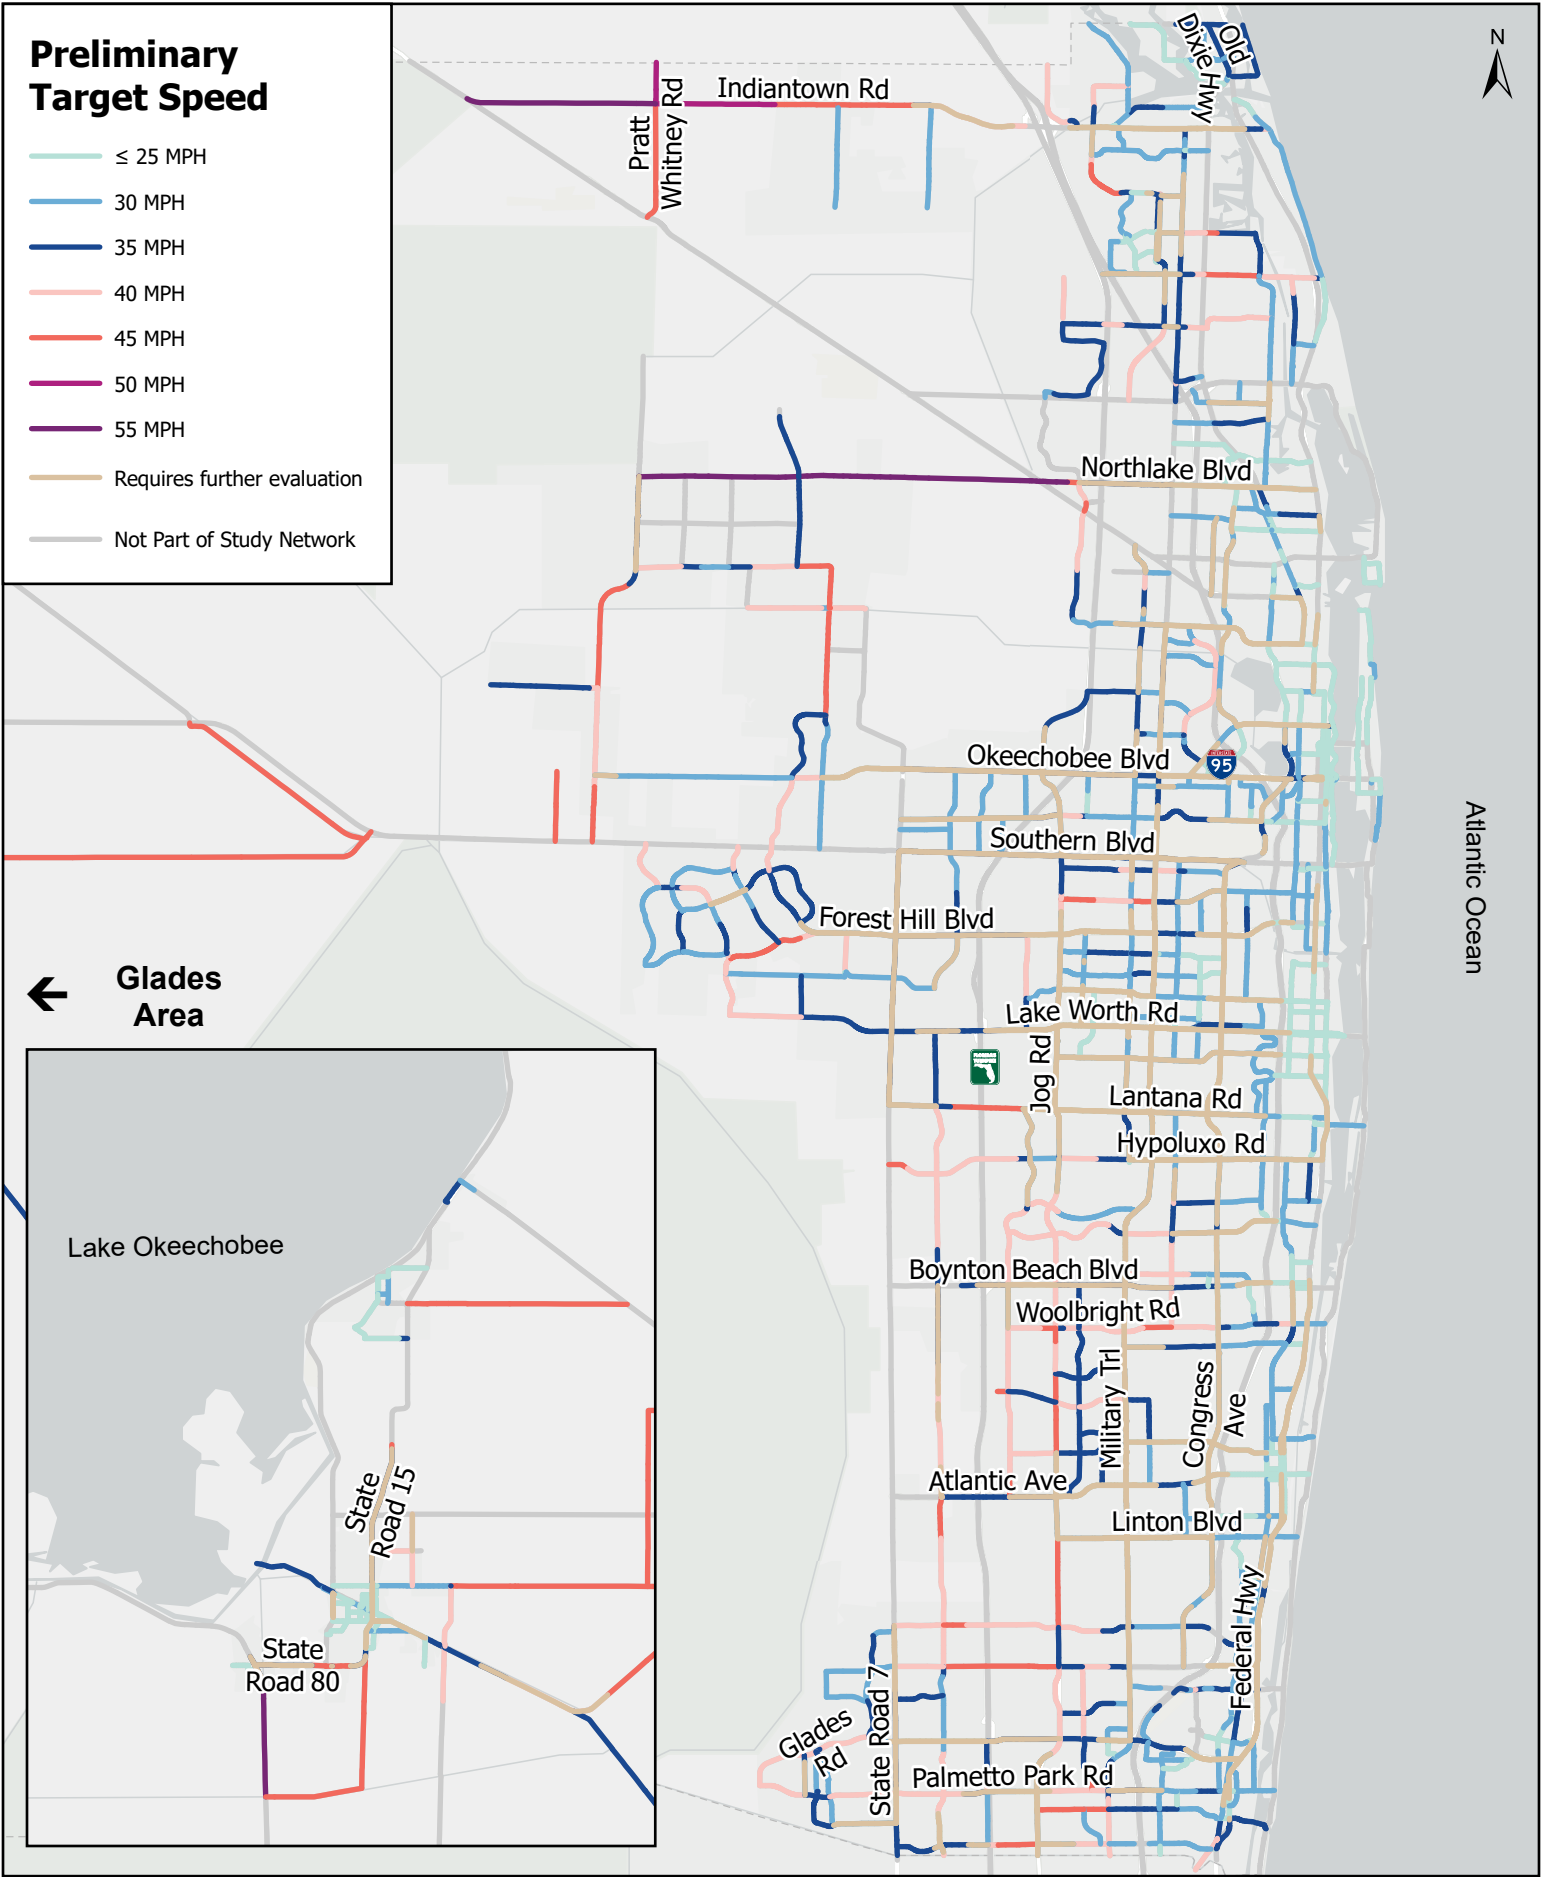 Preliminary
Target Speed
≤ 25 MPH
30 MPH
35 MPH
40 MPH
45 MPH
50 MPH
55 MPH
Requires further evaluation
Not Part of Study Network
N
Old
Dixie Hwy
Indiantown Rd
Pratt
Whitney Rd
Northlake Blvd
Okeechobee Blvd
95
Southern Blvd
Atlantic Ocean
Forest Hill Blvd
Glades
Area
Lake Worth Rd
Jog Rd
Lantana Rd
Hypoluxo Rd
Lake Okeechobee
Boynton Beach Blvd
Woolbright Rd
Military Trl
Congress
Ave
Atlantic Ave
State
Road 15
Linton Blvd
Federal Hwy
State
Road 80
State Road 7
Glades
Rd
Palmetto Park Rd